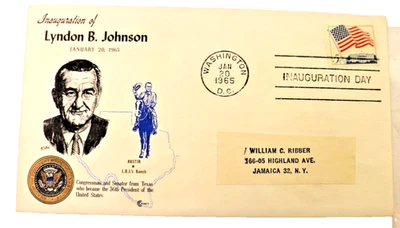 Inauguration of
Lyndon B. Johnson
JANUARY 20, 1965
AUSTIN
L.B.J.'s Ranch
Congressman and Senator from Texas
who became the 36th President of the
United States.
WASHINGTON
JAN
20
1965
D.C.
INAUGURATION DAY
WILLIAM C. RIBBER
166-05 HIGHLAND AVE.
JAMAICA 32, N.Y.